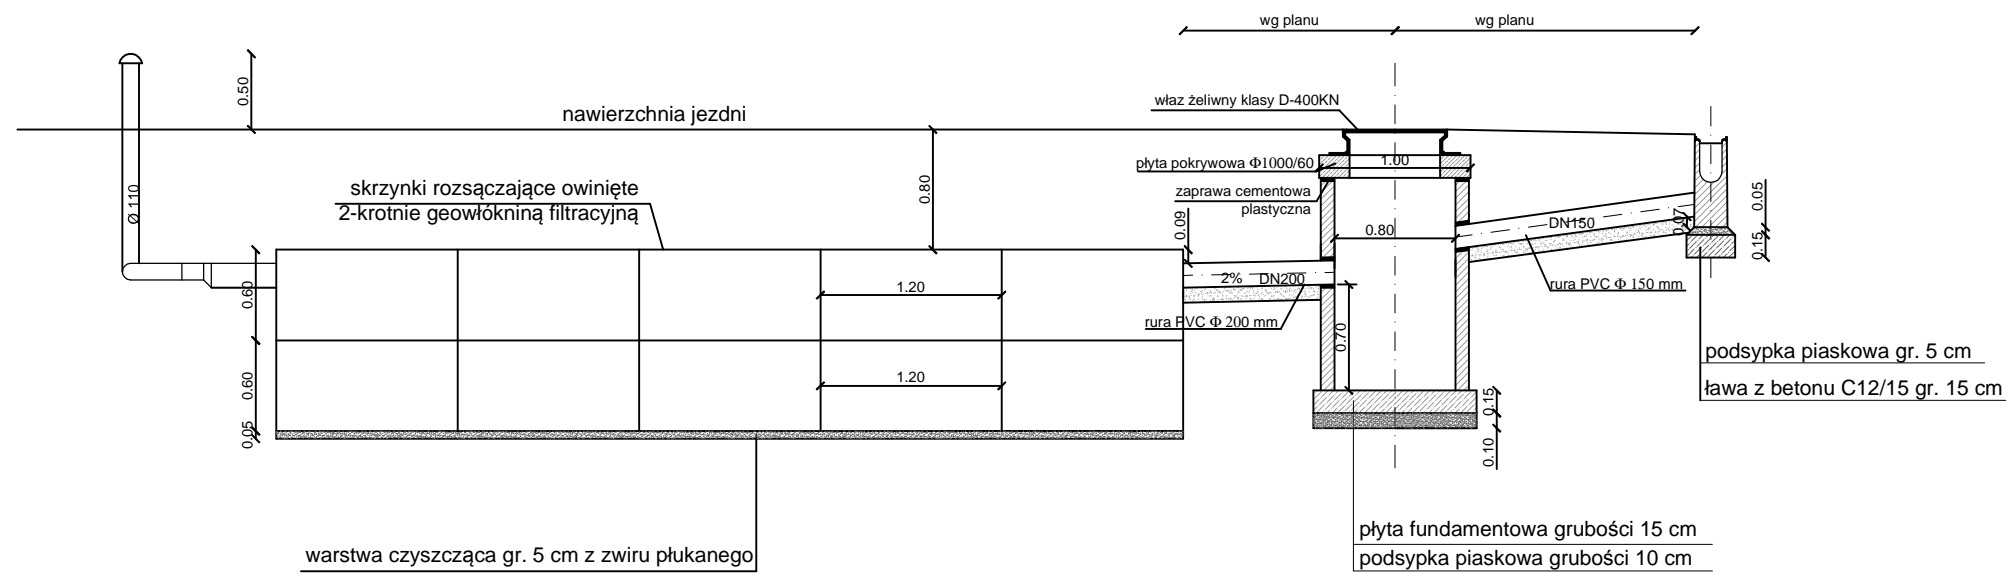 wg planu
wg planu
0.50
nawierzchnia jezdni
właz żeliwny klasy D-400KN
płyta pokrywowa Φ1000/60
1.00
zaprawa cementowa
plastyczna
skrzynki rozsączające owinięte
2-krotnie geowłókniną filtracyjną
0.80
Ø 110
0.09
0.80
DN150
0.07
0.05
0.15
0.60
1.20
2%
DN200
rura PVC Φ 150 mm
rura PVC Φ 200 mm
0.70
0.60
1.20
0.05
podsypka piaskowa gr. 5 cm
ława z betonu C12/15 gr. 15 cm
0.15
0.10
płyta fundamentowa grubości 15 cm
podsypka piaskowa grubości 10 cm
warstwa czyszcząca gr. 5 cm z zwiru płukanego